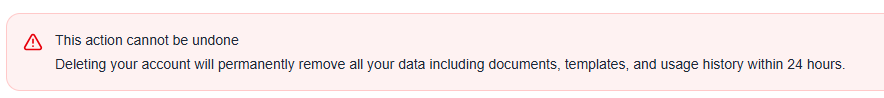 This action cannot be undone
Deleting your account will permanently remove all your data including documents, templates, and usage history within 24 hours.